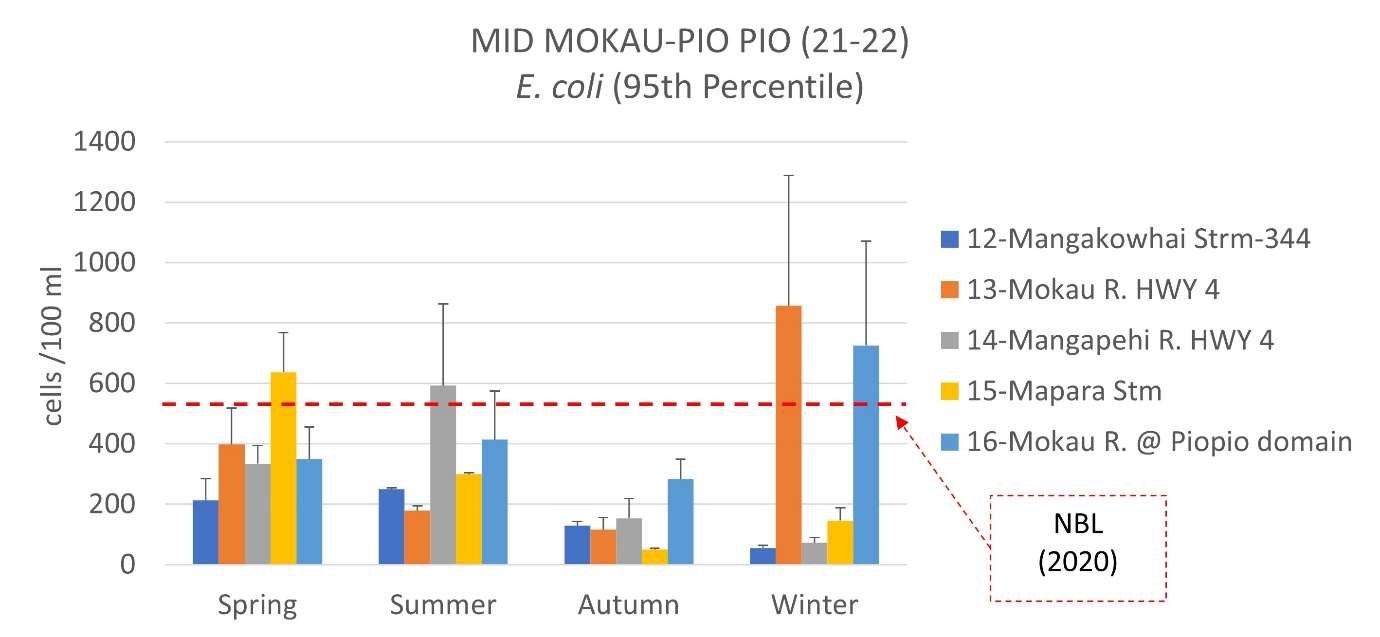 MID MOKAU-PIO PIO (21-22)
E. coli (95th Percentile)
1400
1200
1000
800
600
400
200
0
cells /100 ml
Spring
Summer
Autumn
Winter
12-Mangakowhai Strm-344
13-Mokau R. HWY 4
14-Mangapehi R. HWY 4
15-Mapara Stm
16-Mokau R. @ Piopio domain
NBL
(2020)